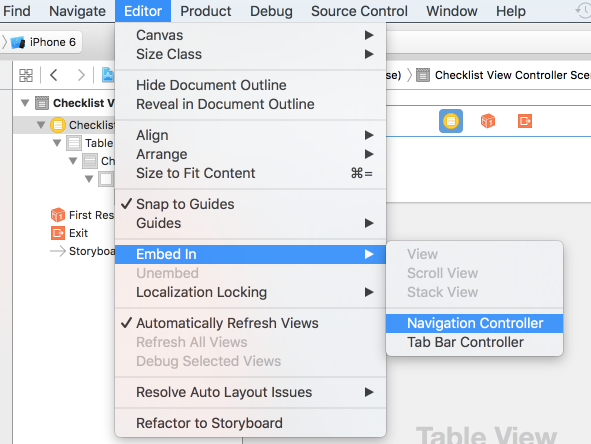 Find Navigate Editor Product Debug Source Control Window Help
iPhone 6
se) Checklist View Controller Scen
Canvas
Size Class
Hide Document Outline
Reveal in Document Outline
Align
Arrange
Size to Fit Content ⌘=
✓ Snap to Guides
Guides
Embed In
Unembed
Localization Locking
✓ Automatically Refresh Views
Refresh All Views
Debug Selected Views
Resolve Auto Layout Issues
Refactor to Storyboard
View
Scroll View
Stack View
Navigation Controller
Tab Bar Controller
Checklist V
Checklist
Table
Ch
First Res
Exit
Storyboa
Table View